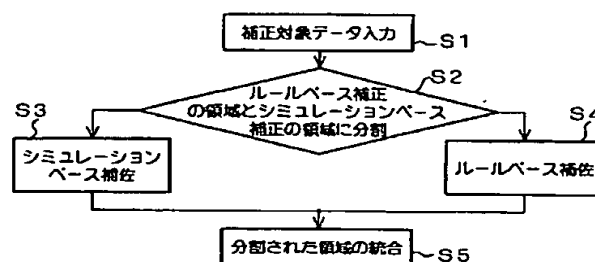 補正対象データ入力
S1
S2
ルールベース補正
の領域とシミュレーションベース
補正の領域に分割
S3
シミュレーション
ベース補佐
S4
ルールベース補佐
分割された領域の統合
S5